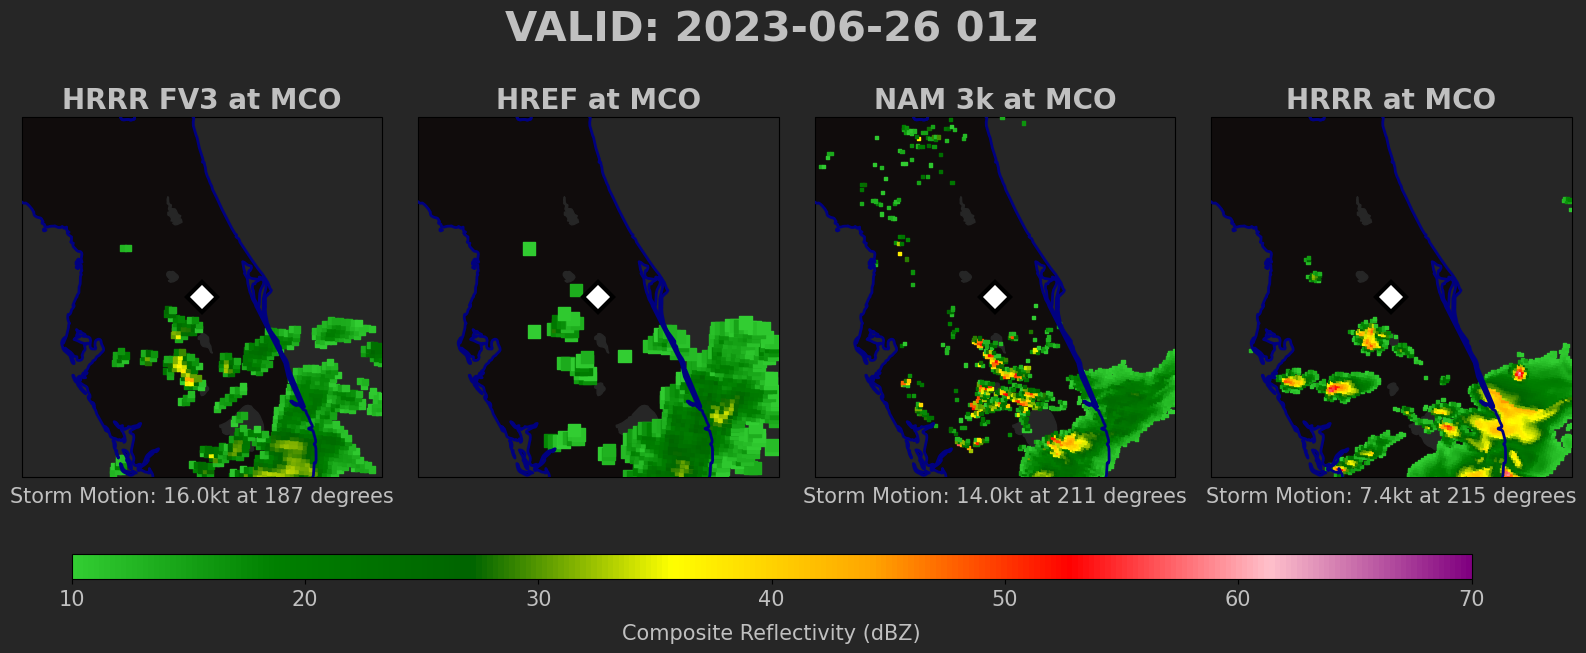 VALID: 2023-06-26 01z
HRRR FV3 at MCO
HREF at MCO
NAM 3k at MCO
HRRR at MCO
Storm Motion: 16.0kt at 187 degrees
Storm Motion: 14.0kt at 211 degrees
Storm Motion: 7.4kt at 215 degrees
10 20 30 40 50 60 70
Composite Reflectivity (dBZ)